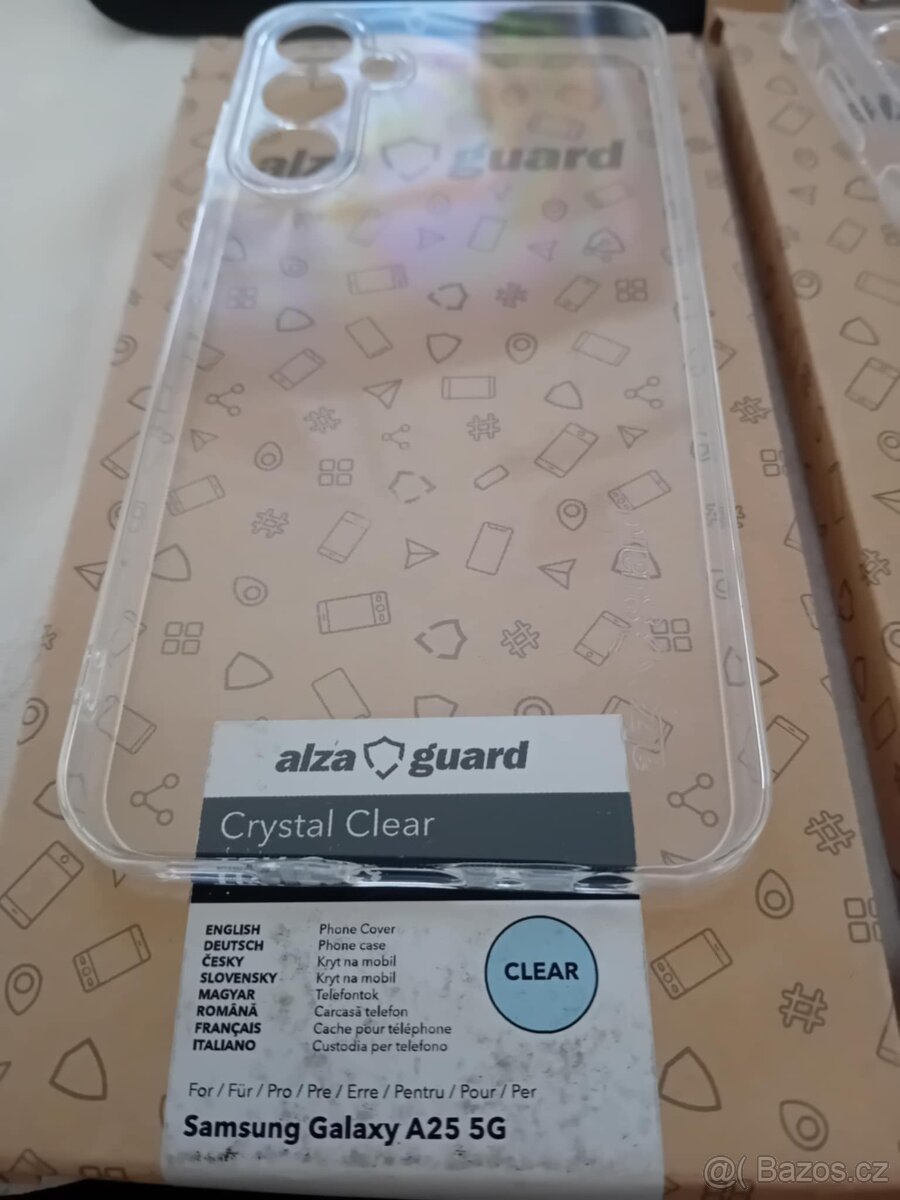 alza guard
alza guard
Crystal Clear
ENGLISH Phone Cover
DEUTSCH Phone case
ČESKY Kryt na mobil
SLOVENSKY Kryt na mobil
MAGYAR Telefontok
ROMÂNĂ Carcasă telefon
FRANÇAIS Cache pour téléphone
ITALIANO Custodia per telefono
CLEAR
For / Für / Pro / Pre / Erre / Pentru / Pour / Per
Samsung Galaxy A25 5G
@( Bazos.cz